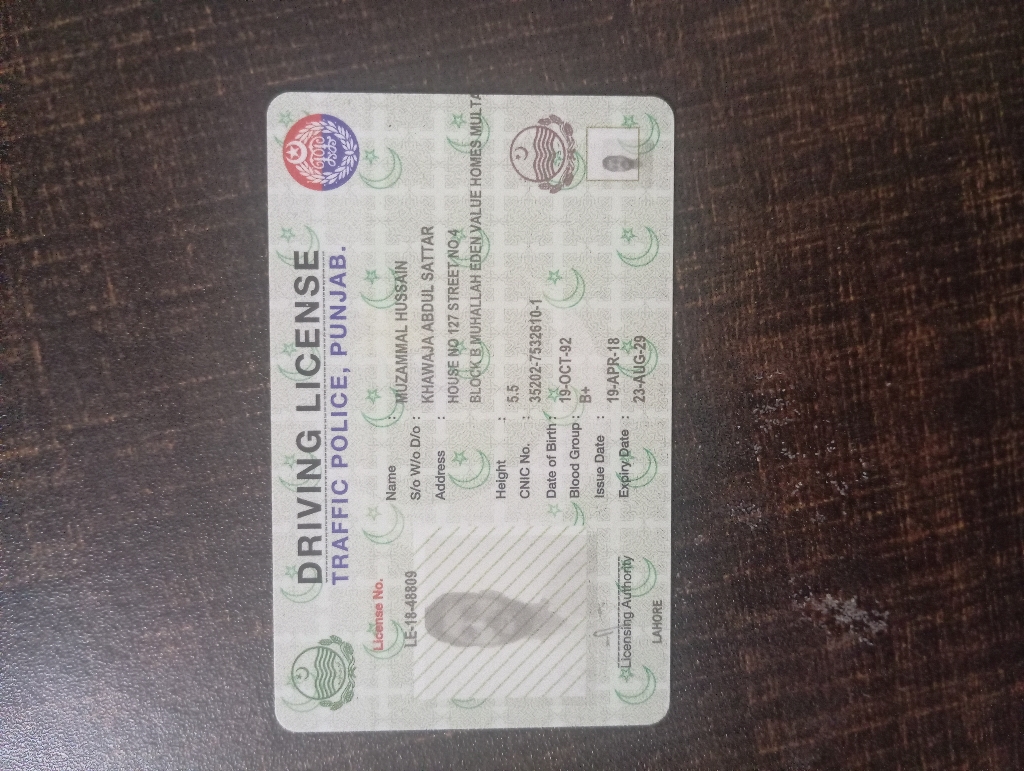 DRIVING LICENSE
TRAFFIC POLICE, PUNJAB.
License No.
LE-18-48809
Name : MUZAMMAL HUSSAIN
S/o W/o D/o : KHAWAJA ABDUL SATTAR
Address : HOUSE NO 127 STREET NO 4
BLOCK B MUHALLAH EDEN VALUE HOMES MULTA
Height : 5.5
CNIC No. : 35202-7532610-1
Date of Birth : 19-OCT-92
Blood Group : B+
Issue Date : 19-APR-18
Expiry Date : 23-AUG-29
Licensing Authority
LAHORE